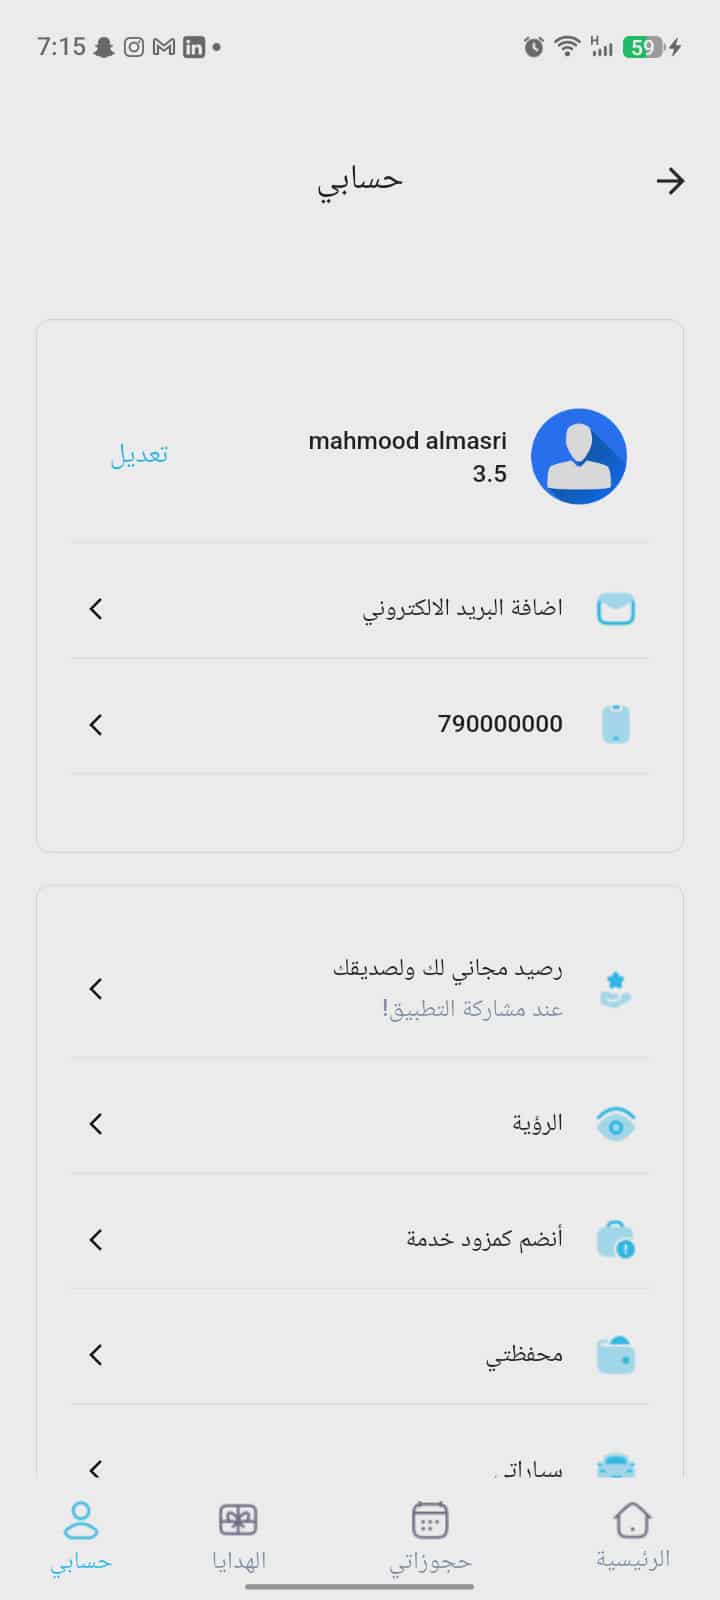 7:15
H
59
حسابي
mahmood almasri
3.5
تعديل
اضافة البريد الالكتروني
790000000
رصيد مجاني لك ولصديقك
عند مشاركة التطبيق!
الرؤية
أنضم كمزود خدمة
محفظتي
الرئيسية
حجوزاتي
الهدايا
حسابي